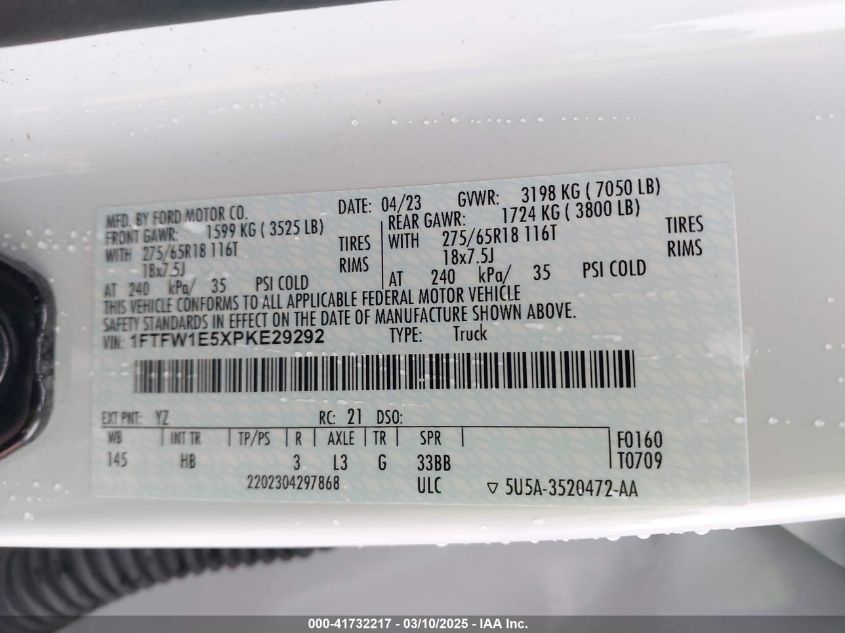 MFD. BY FORD MOTOR CO. DATE: 04/23 GVWR: 3198 KG ( 7050 LB)
FRONT GAWR: 1599 KG ( 3525 LB) REAR GAWR: 1724 KG ( 3800 LB)
WITH 275/65R18 116T TIRES WITH 275/65R18 116T TIRES
18x7.5J RIMS 18x7.5J RIMS
AT 240 kPa/ 35 PSI COLD AT 240 kPa/ 35 PSI COLD
THIS VEHICLE CONFORMS TO ALL APPLICABLE FEDERAL MOTOR VEHICLE
SAFETY STANDARDS IN EFFECT ON THE DATE OF MANUFACTURE SHOWN ABOVE.
VIN: 1FTFW1E5XPKE29292 TYPE: Truck
EXT PNT: YZ RC: 21 DSO:
WB INT TR TP/PS R AXLE TR SPR F0160
145 HB 3 L3 G 33BB T0709
2202304297868 ULC ▽ 5U5A-3520472-AA
000-41732217 — 03/10/2025 — IAA Inc.